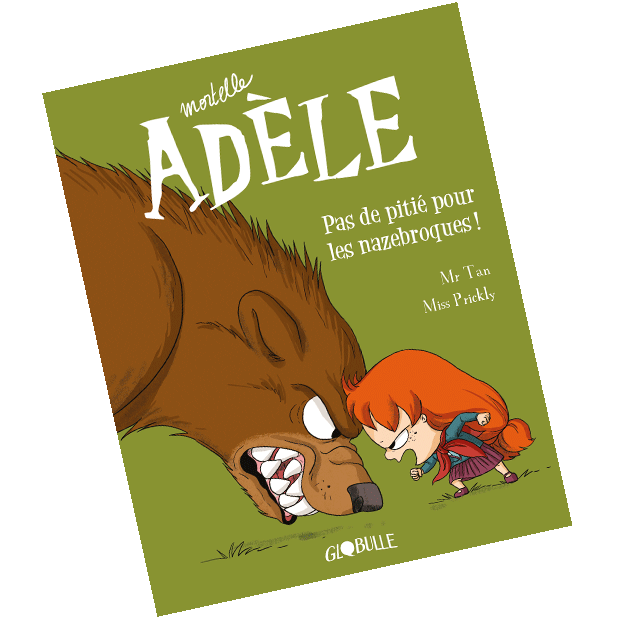 mortelle
ADÈLE
Pas de pitié pour
les nazebroques !
Mr Tan
Miss Prickly
GLOBULLE